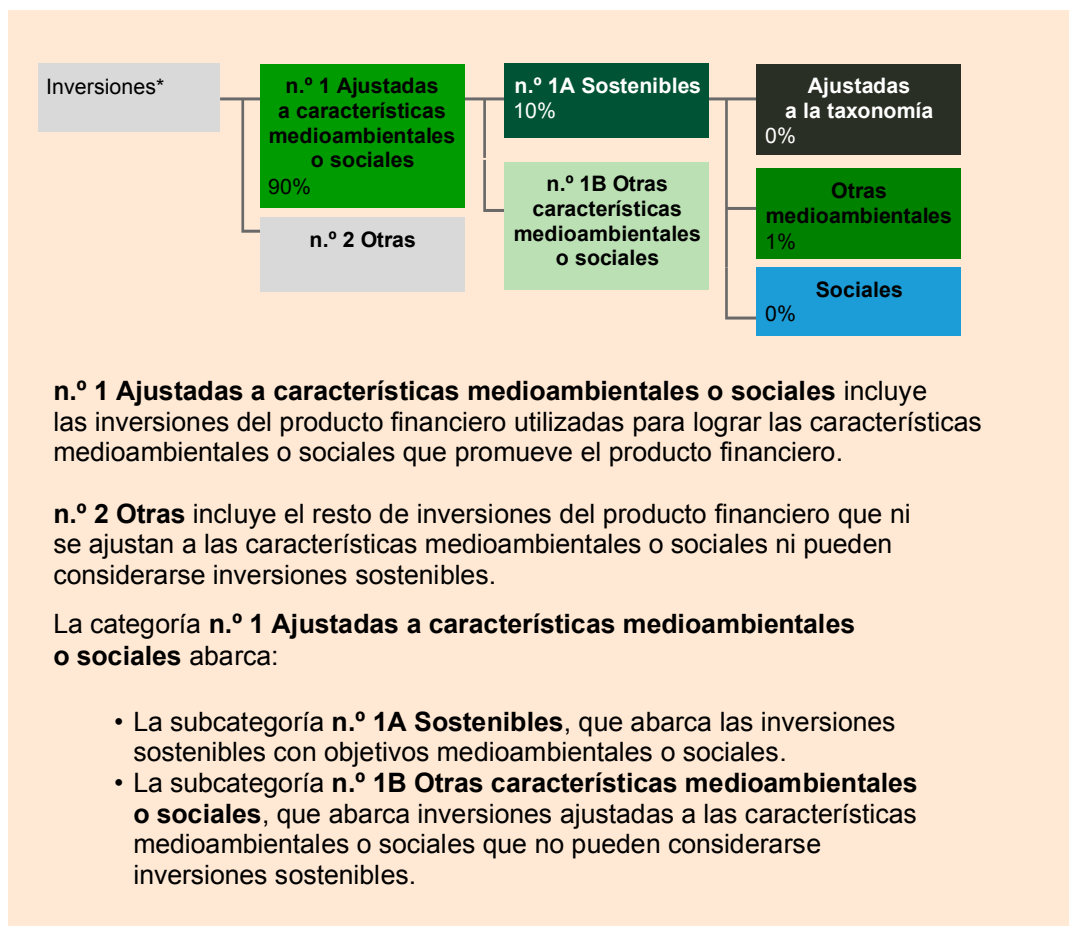 Inversiones*
n.º 1 Ajustadas
a características
medioambientales
o sociales
90%
n.º 2 Otras
n.º 1A Sostenibles
10%
n.º 1B Otras
características
medioambientales
o sociales
Ajustadas
a la taxonomía
0%
Otras
medioambientales
1%
Sociales
0%
n.º 1 Ajustadas a características medioambientales o sociales incluye
las inversiones del producto financiero utilizadas para lograr las características
medioambientales o sociales que promueve el producto financiero.
n.º 2 Otras incluye el resto de inversiones del producto financiero que ni
se ajustan a las características medioambientales o sociales ni pueden
considerarse inversiones sostenibles.
La categoría n.º 1 Ajustadas a características medioambientales
o sociales abarca:
• La subcategoría n.º 1A Sostenibles, que abarca las inversiones
sostenibles con objetivos medioambientales o sociales.
• La subcategoría n.º 1B Otras características medioambientales
o sociales, que abarca inversiones ajustadas a las características
medioambientales o sociales que no pueden considerarse
inversiones sostenibles.